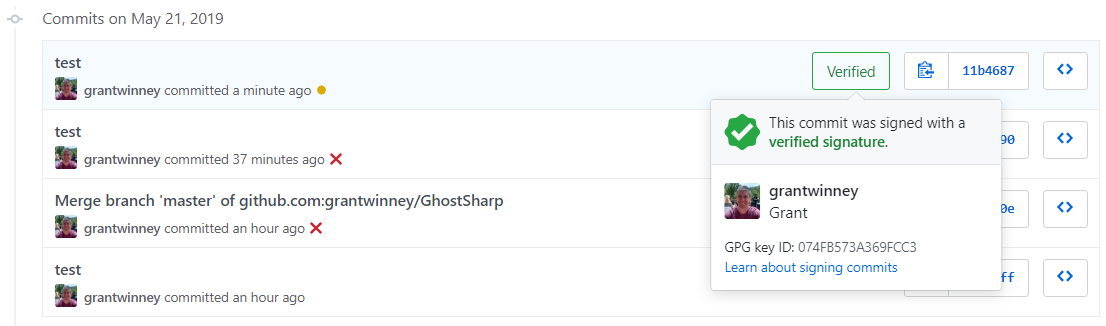 Commits on May 21, 2019
test
grantwinney committed a minute ago
Verified
11b4687
This commit was signed with a
verified signature.
test
grantwinney committed 37 minutes ago
90
Merge branch 'master' of github.com:grantwinney/GhostSharp
grantwinney committed an hour ago
grantwinney
Grant
0e
GPG key ID: 074FB573A369FCC3
Learn about signing commits
test
grantwinney committed an hour ago
ff